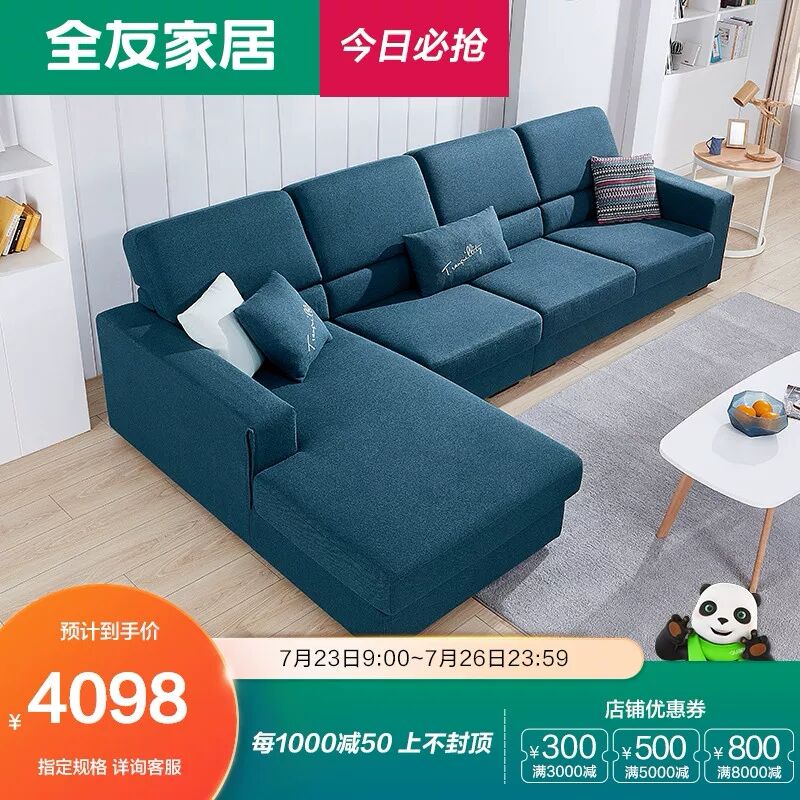 全友家居
今日必抢
Tranquillity
Tranquillity
预计到手价
¥4098
指定规格 详询客服
7月23日9:00~7月26日23:59
每1000减50 上不封顶
店铺优惠券
¥300
满3000减
¥500
满5000减
¥800
满8000减